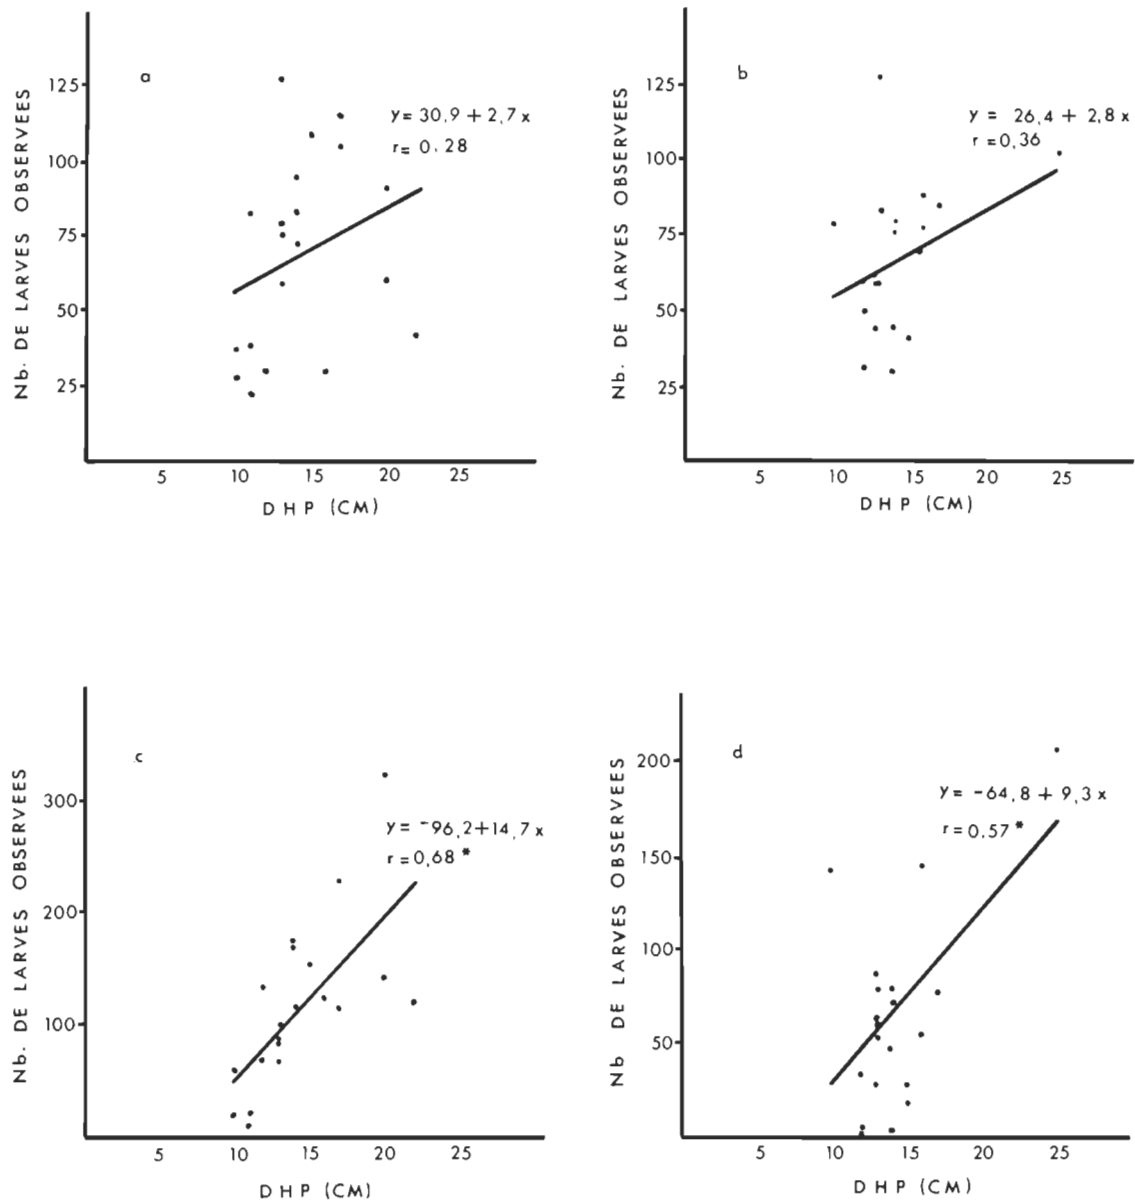 a
Nb. DE LARVES OBSERVEES
125
100
75
50
25
y= 30,9 + 2,7 x
r= 0.28
5 10 15 20 25
DHP (CM)
b
Nb. DE LARVES OBSERVEES
125
100
75
50
25
y = 26,4 + 2,8 x
r =0,36
5 10 15 20 25
DHP (CM)
c
Nb. DE LARVES OBSERVEES
300
200
100
y= -96,2+14,7 x
r=0,68 *
5 10 15 20 25
DHP (CM)
d
Nb DE LARVES OBSERVEES
200
150
100
50
y= -64,8 + 9,3 x
r=0.57 *
5 10 15 20 25
DHP (CM)